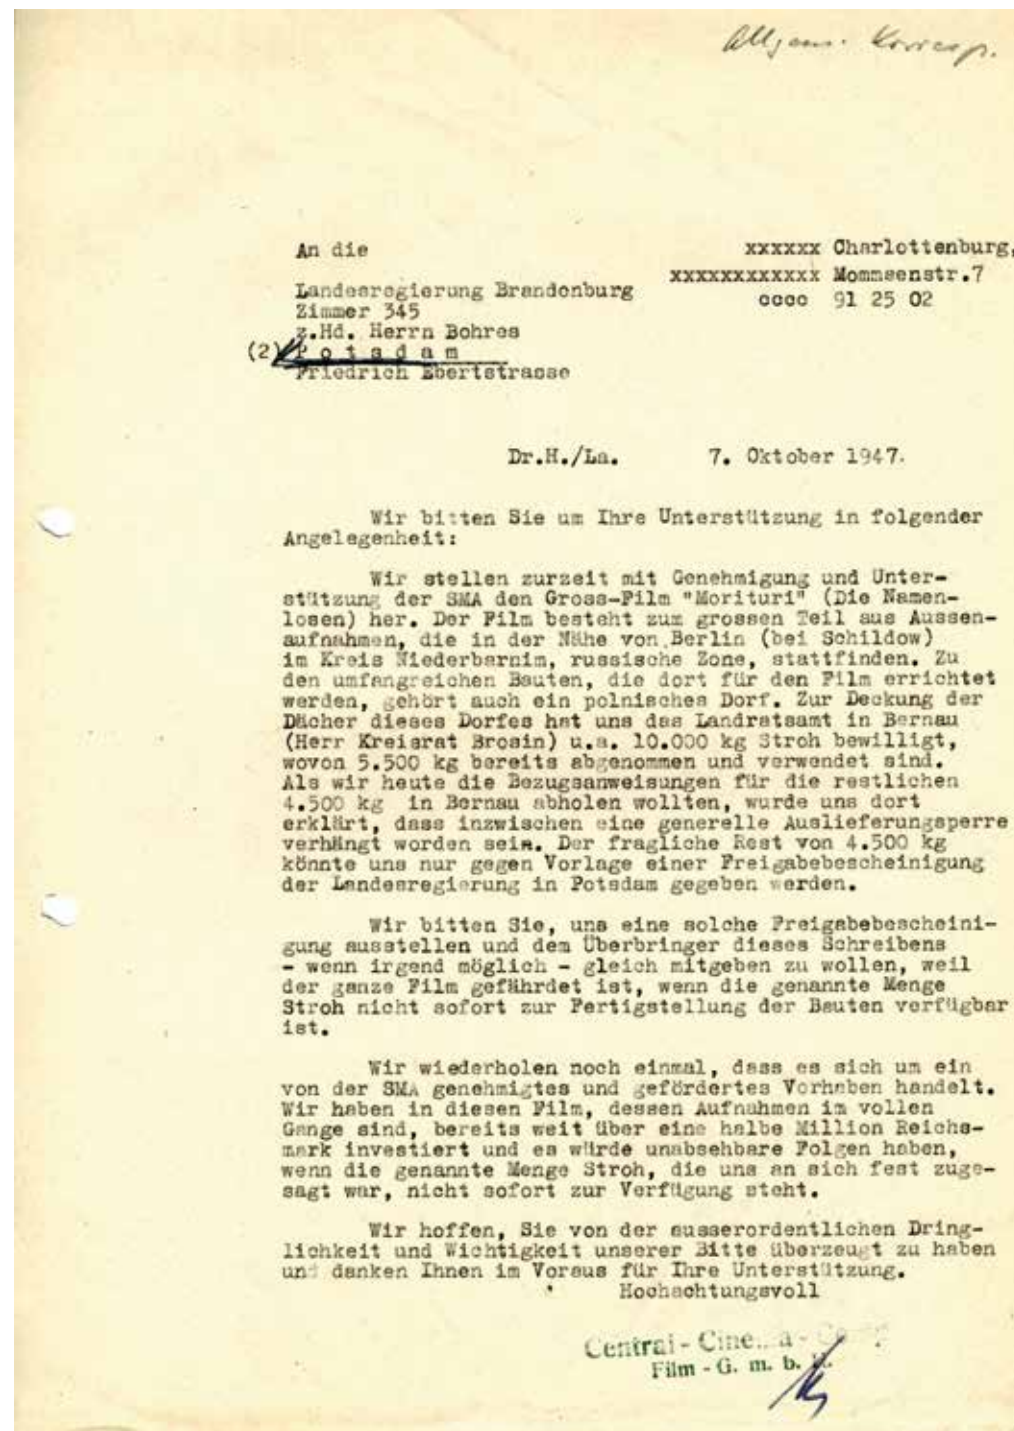 Allgem. Korresp.
An die
xxxxxx Charlottenburg,
xxxxxxxxxxxx Mommsenstr.7
oooo 91 25 02
Landesregierung Brandenburg
Zimmer 345
z.Hd. Herrn Bohres
(2) P o t s d a m
Friedrich Ebertstrasse
Dr.H./La. 7. Oktober 1947.
Wir bitten Sie um Ihre Unterstützung in folgender
Angelegenheit:
Wir stellen zurzeit mit Genehmigung und Unter-
stützung der SMA den Gross-Film "Morituri" (Die Namen-
losen) her. Der Film besteht zum grossen Teil aus Aussen-
aufnahmen, die in der Nähe von Berlin (bei Schildow)
im Kreis Niederbarnim, russische Zone, stattfinden. Zu
den umfangreichen Bauten, die dort für den Film errichtet
werden, gehört auch ein polnisches Dorf. Zur Deckung der
Dächer dieses Dorfes hat uns das Landratsamt in Bernau
(Herr Kreisrat Brosin) u.a. 10.000 kg Stroh bewilligt,
wovon 5.500 kg bereits abgenommen und verwendet sind.
Als wir heute die Bezugsanweisungen für die restlichen
4.500 kg in Bernau abholen wollten, wurde uns dort
erklärt, dass inzwischen eine generelle Auslieferungsperre
verhängt worden sein. Der fragliche Rest von 4.500 kg
könnte uns nur gegen Vorlage einer Freigabebescheinigung
der Landesregierung in Potsdam gegeben werden.
Wir bitten Sie, uns eine solche Freigabebescheini-
gung ausstellen und dem Überbringer dieses Schreibens
- wenn irgend möglich - gleich mitgeben zu wollen, weil
der ganze Film gefährdet ist, wenn die genannte Menge
Stroh nicht sofort zur Fertigstellung der Bauten verfügbar
ist.
Wir wiederholen noch einmal, dass es sich um ein
von der SMA genehmigtes und gefördertes Vorhaben handelt.
Wir haben in diesen Film, dessen Aufnahmen im vollen
Gange sind, bereits weit über eine halbe Million Reichs-
mark investiert und es würde unabsehbare Folgen haben,
wenn die genannte Menge Stroh, die uns an sich fest zuge-
sagt war, nicht sofort zur Verfügung steht.
Wir hoffen, Sie von der ausserordentlichen Dring-
lichkeit und Wichtigkeit unserer Bitte überzeugt zu haben
und danken Ihnen im Voraus für Ihre Unterstützung.
Hochachtungsvoll
Central - Cinema -
Film - G. m. b. H.